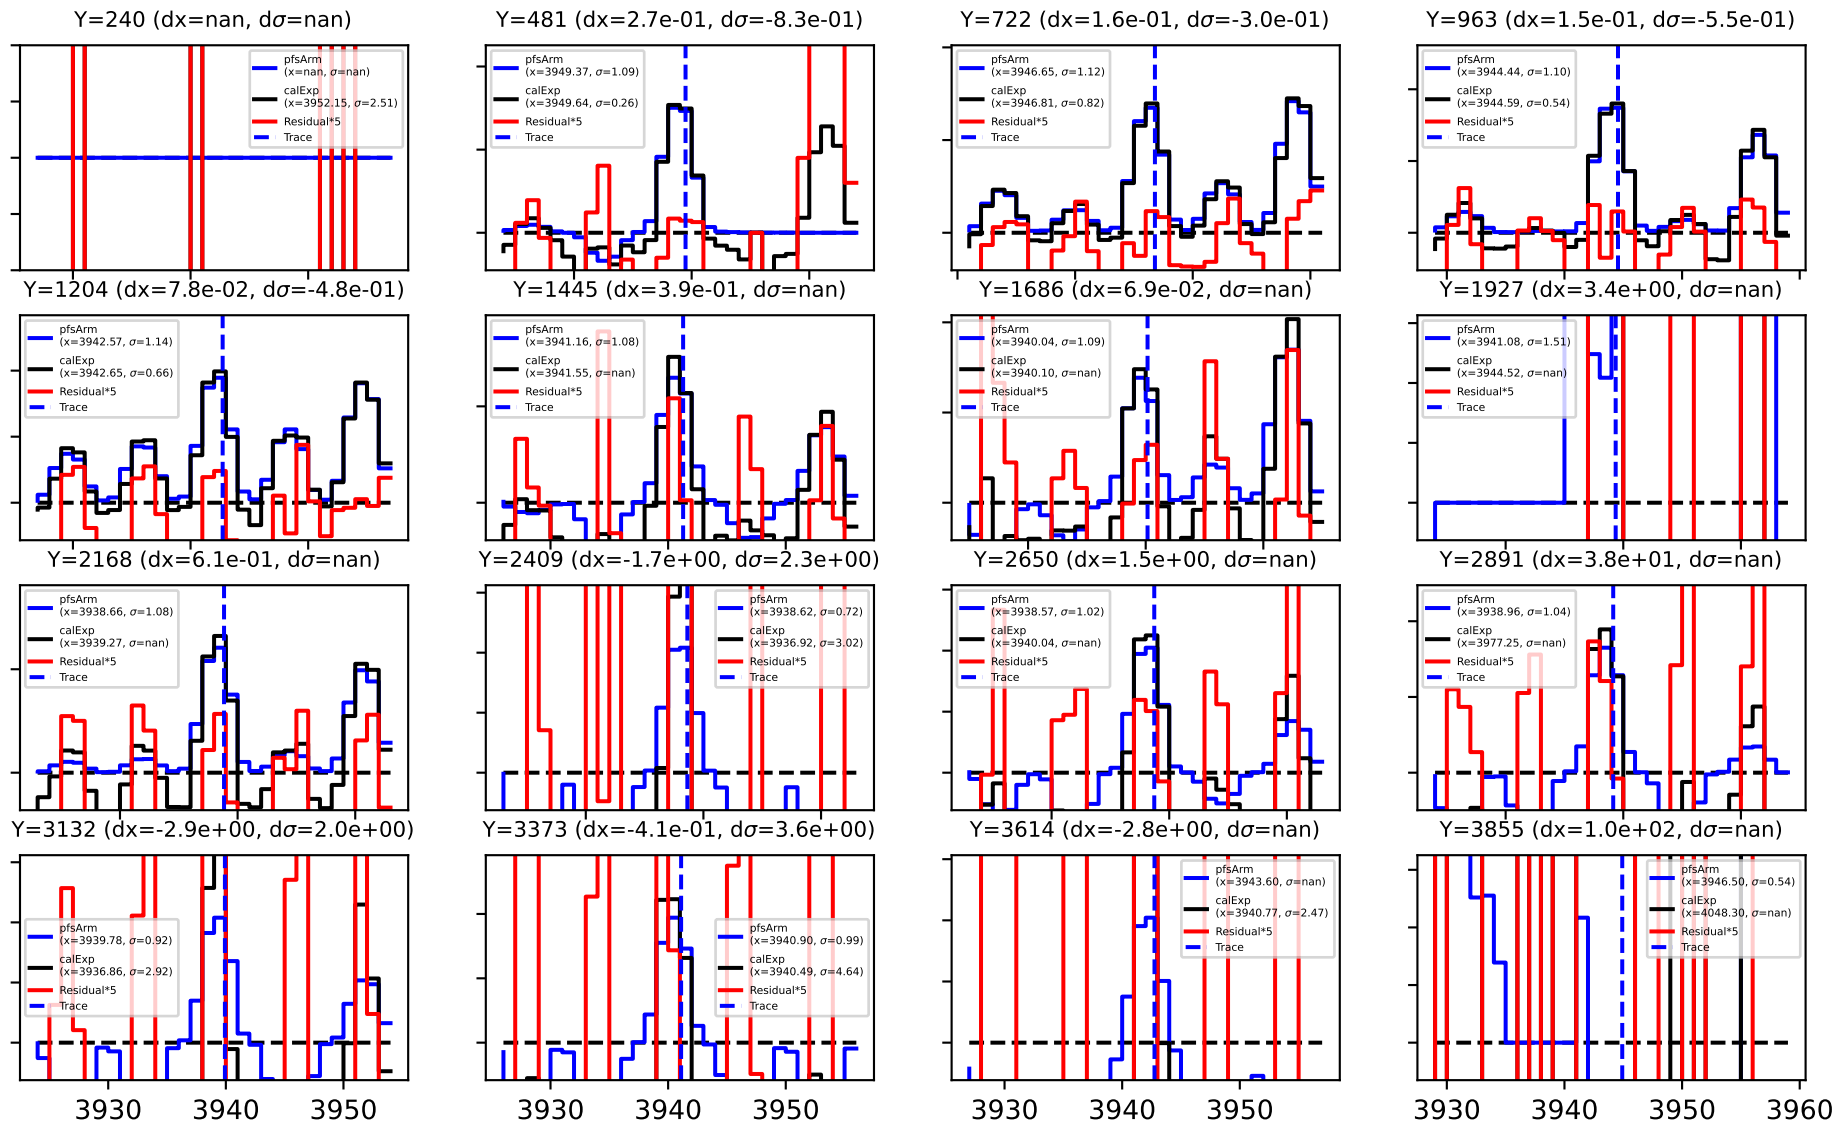 Y=240 (dx=nan, dσ=nan)
pfsArm
(x=nan, σ=nan)
calExp
(x=3952.15, σ=2.51)
Residual*5
Trace
Y=481 (dx=2.7e-01, dσ=-8.3e-01)
pfsArm
(x=3949.37, σ=1.09)
calExp
(x=3949.64, σ=0.26)
Residual*5
Trace
Y=722 (dx=1.6e-01, dσ=-3.0e-01)
pfsArm
(x=3946.65, σ=1.12)
calExp
(x=3946.81, σ=0.82)
Residual*5
Trace
Y=963 (dx=1.5e-01, dσ=-5.5e-01)
pfsArm
(x=3944.44, σ=1.10)
calExp
(x=3944.59, σ=0.54)
Residual*5
Trace
Y=1204 (dx=7.8e-02, dσ=-4.8e-01)
pfsArm
(x=3942.57, σ=1.14)
calExp
(x=3942.65, σ=0.66)
Residual*5
Trace
Y=1445 (dx=3.9e-01, dσ=nan)
pfsArm
(x=3941.16, σ=1.08)
calExp
(x=3941.55, σ=nan)
Residual*5
Trace
Y=1686 (dx=6.9e-02, dσ=nan)
pfsArm
(x=3940.04, σ=1.09)
calExp
(x=3940.10, σ=nan)
Residual*5
Trace
Y=1927 (dx=3.4e+00, dσ=nan)
pfsArm
(x=3941.08, σ=1.51)
calExp
(x=3944.52, σ=nan)
Residual*5
Trace
Y=2168 (dx=6.1e-01, dσ=nan)
pfsArm
(x=3938.66, σ=1.08)
calExp
(x=3939.27, σ=nan)
Residual*5
Trace
Y=2409 (dx=-1.7e+00, dσ=2.3e+00)
pfsArm
(x=3938.62, σ=0.72)
calExp
(x=3936.92, σ=3.02)
Residual*5
Trace
Y=2650 (dx=1.5e+00, dσ=nan)
pfsArm
(x=3938.57, σ=1.02)
calExp
(x=3940.04, σ=nan)
Residual*5
Trace
Y=2891 (dx=3.8e+01, dσ=nan)
pfsArm
(x=3938.96, σ=1.04)
calExp
(x=3977.25, σ=nan)
Residual*5
Trace
Y=3132 (dx=-2.9e+00, dσ=2.0e+00)
pfsArm
(x=3939.78, σ=0.92)
calExp
(x=3936.86, σ=2.92)
Residual*5
Trace
3930 3940 3950
Y=3373 (dx=-4.1e-01, dσ=3.6e+00)
pfsArm
(x=3940.90, σ=0.99)
calExp
(x=3940.49, σ=4.64)
Residual*5
Trace
3930 3940 3950
Y=3614 (dx=-2.8e+00, dσ=nan)
pfsArm
(x=3943.60, σ=nan)
calExp
(x=3940.77, σ=2.47)
Residual*5
Trace
3930 3940 3950
Y=3855 (dx=1.0e+02, dσ=nan)
pfsArm
(x=3946.50, σ=0.54)
calExp
(x=4048.30, σ=nan)
Residual*5
Trace
3930 3940 3950 3960